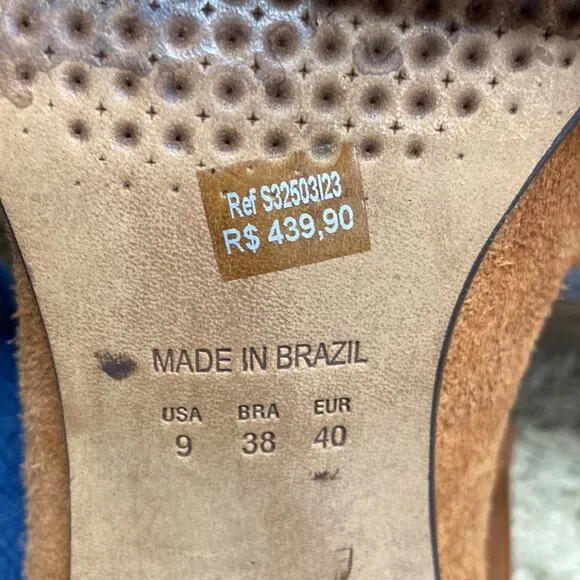 Ref S32503I23
R$ 439,90
MADE IN BRAZIL
USA BRA EUR
9 38 40